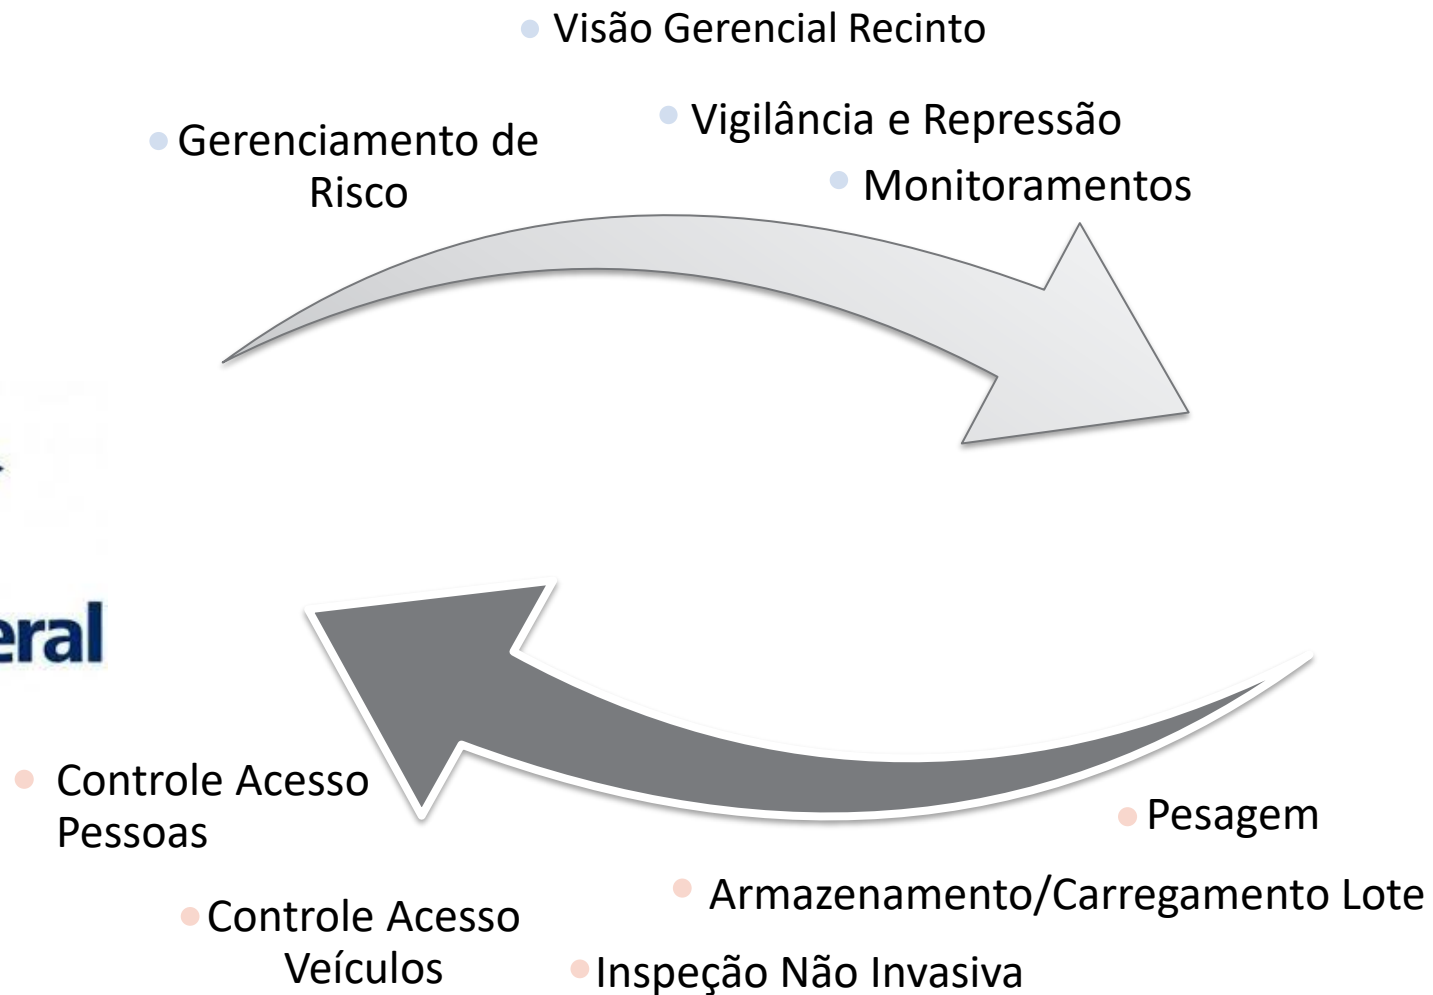 Visão Gerencial Recinto
Vigilância e Repressão
Gerenciamento de
Risco
Monitoramentos
eral
Controle Acesso
Pessoas
Pesagem
Armazenamento/Carregamento Lote
Controle Acesso
Veículos
Inspeção Não Invasiva